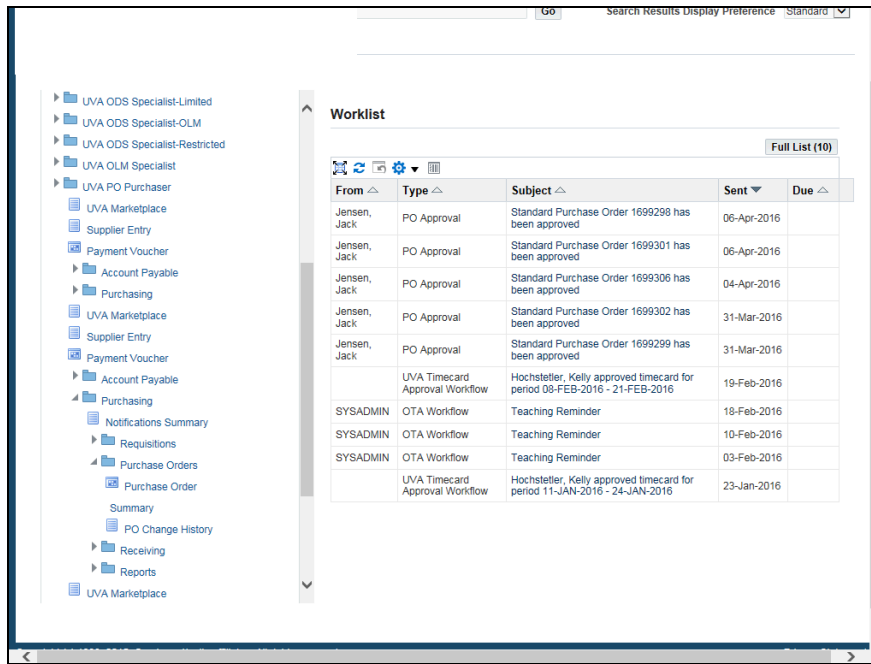 Go
Search Results Display Preference Standard
UVA ODS Specialist-Limited
UVA ODS Specialist-OLM
UVA ODS Specialist-Restricted
UVA OLM Specialist
UVA PO Purchaser
UVA Marketplace
Supplier Entry
Payment Voucher
Account Payable
Purchasing
UVA Marketplace
Supplier Entry
Payment Voucher
Account Payable
Purchasing
Notifications Summary
Requisitions
Purchase Orders
Purchase Order
Summary
PO Change History
Receiving
Reports
UVA Marketplace
Worklist
Full List (10)
From Type Subject Sent Due
Jensen, Jack PO Approval Standard Purchase Order 1699298 has been approved 06-Apr-2016
Jensen, Jack PO Approval Standard Purchase Order 1699301 has been approved 06-Apr-2016
Jensen, Jack PO Approval Standard Purchase Order 1699306 has been approved 04-Apr-2016
Jensen, Jack PO Approval Standard Purchase Order 1699302 has been approved 31-Mar-2016
Jensen, Jack PO Approval Standard Purchase Order 1699299 has been approved 31-Mar-2016
UVA Timecard Approval Workflow Hochstetler, Kelly approved timecard for period 08-FEB-2016 - 21-FEB-2016 19-Feb-2016
SYSADMIN OTA Workflow Teaching Reminder 18-Feb-2016
SYSADMIN OTA Workflow Teaching Reminder 10-Feb-2016
SYSADMIN OTA Workflow Teaching Reminder 03-Feb-2016
UVA Timecard Approval Workflow Hochstetler, Kelly approved timecard for period 11-JAN-2016 - 24-JAN-2016 23-Jan-2016